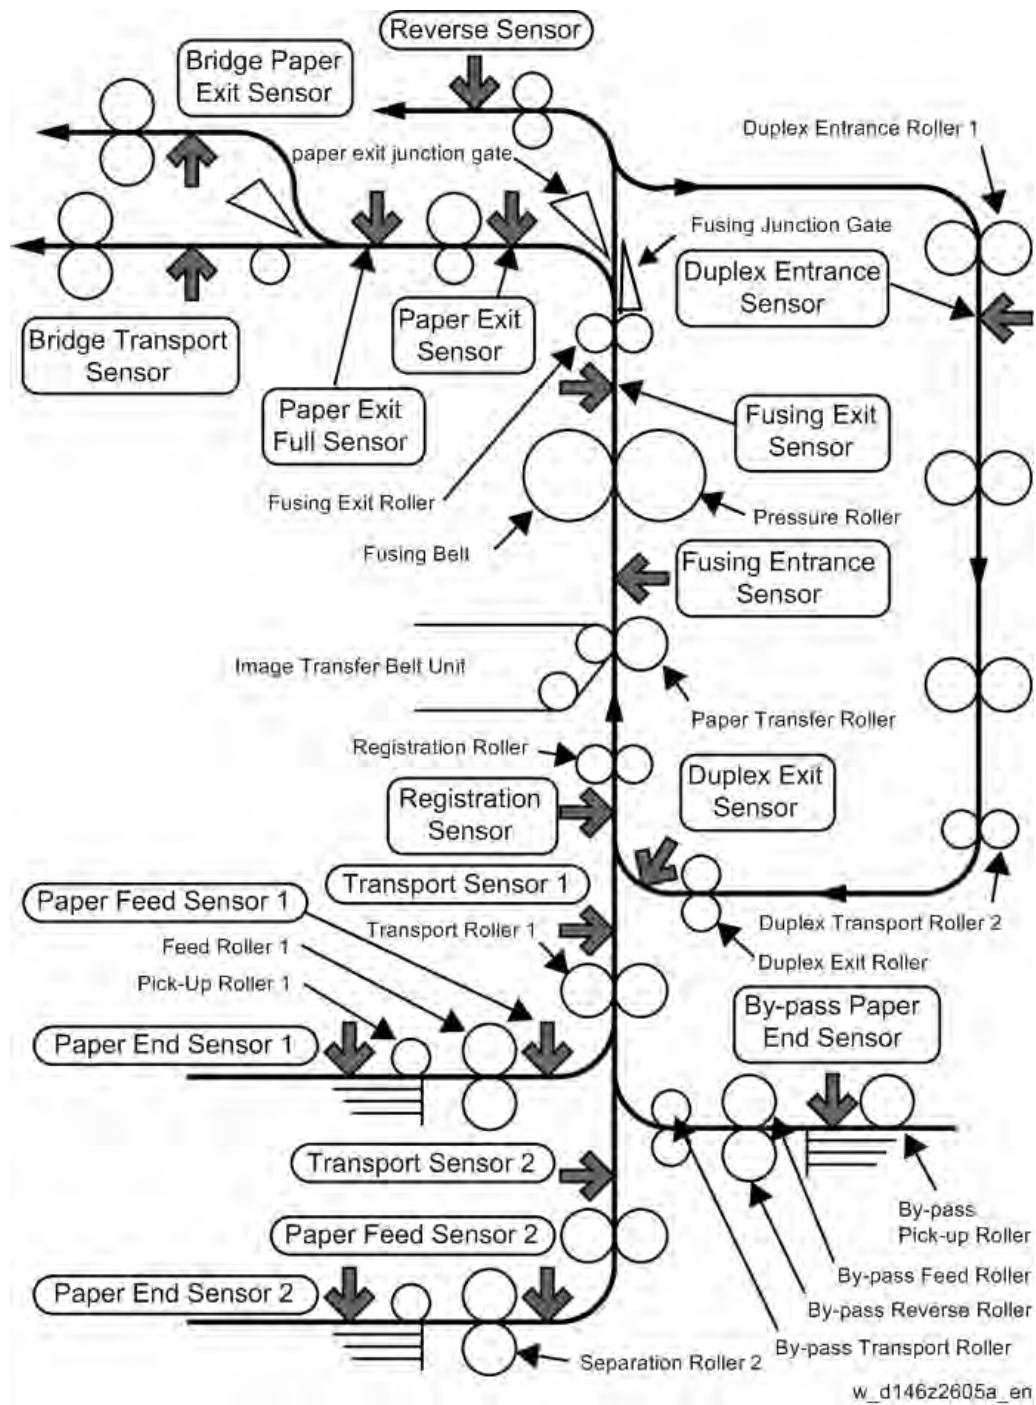 Reverse Sensor
Bridge Paper
Exit Sensor
Duplex Entrance Roller 1
paper exit junction gate
Fusing Junction Gate
Duplex Entrance
Sensor
Bridge Transport
Sensor
Paper Exit
Sensor
Paper Exit
Full Sensor
Fusing Exit
Sensor
Fusing Exit Roller
Pressure Roller
Fusing Belt
Fusing Entrance
Sensor
Image Transfer Belt Unit
Paper Transfer Roller
Registration Roller
Duplex Exit
Sensor
Registration
Sensor
Transport Sensor 1
Paper Feed Sensor 1
Transport Roller 1
Duplex Transport Roller 2
Feed Roller 1
Duplex Exit Roller
Pick-Up Roller 1
By-pass Paper
End Sensor
Paper End Sensor 1
Transport Sensor 2
By-pass
Pick-up Roller
Paper Feed Sensor 2
By-pass Feed Roller
Paper End Sensor 2
By-pass Reverse Roller
By-pass Transport Roller
Separation Roller 2
w_d146z2605a_en